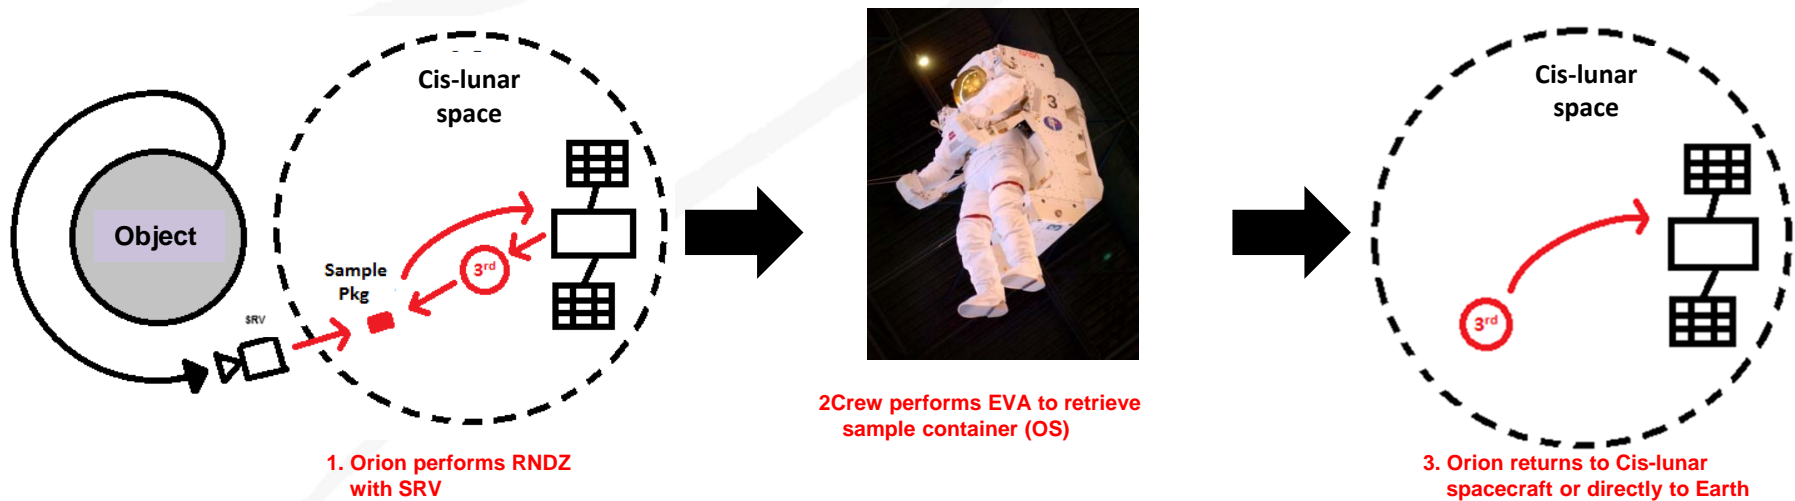 Cis-lunar
space
Object
Sample
Pkg
3rd
SRV
1. Orion performs RNDZ
with SRV
3
2Crew performs EVA to retrieve
sample container (OS)
Cis-lunar
space
3rd
3. Orion returns to Cis-lunar
spacecraft or directly to Earth